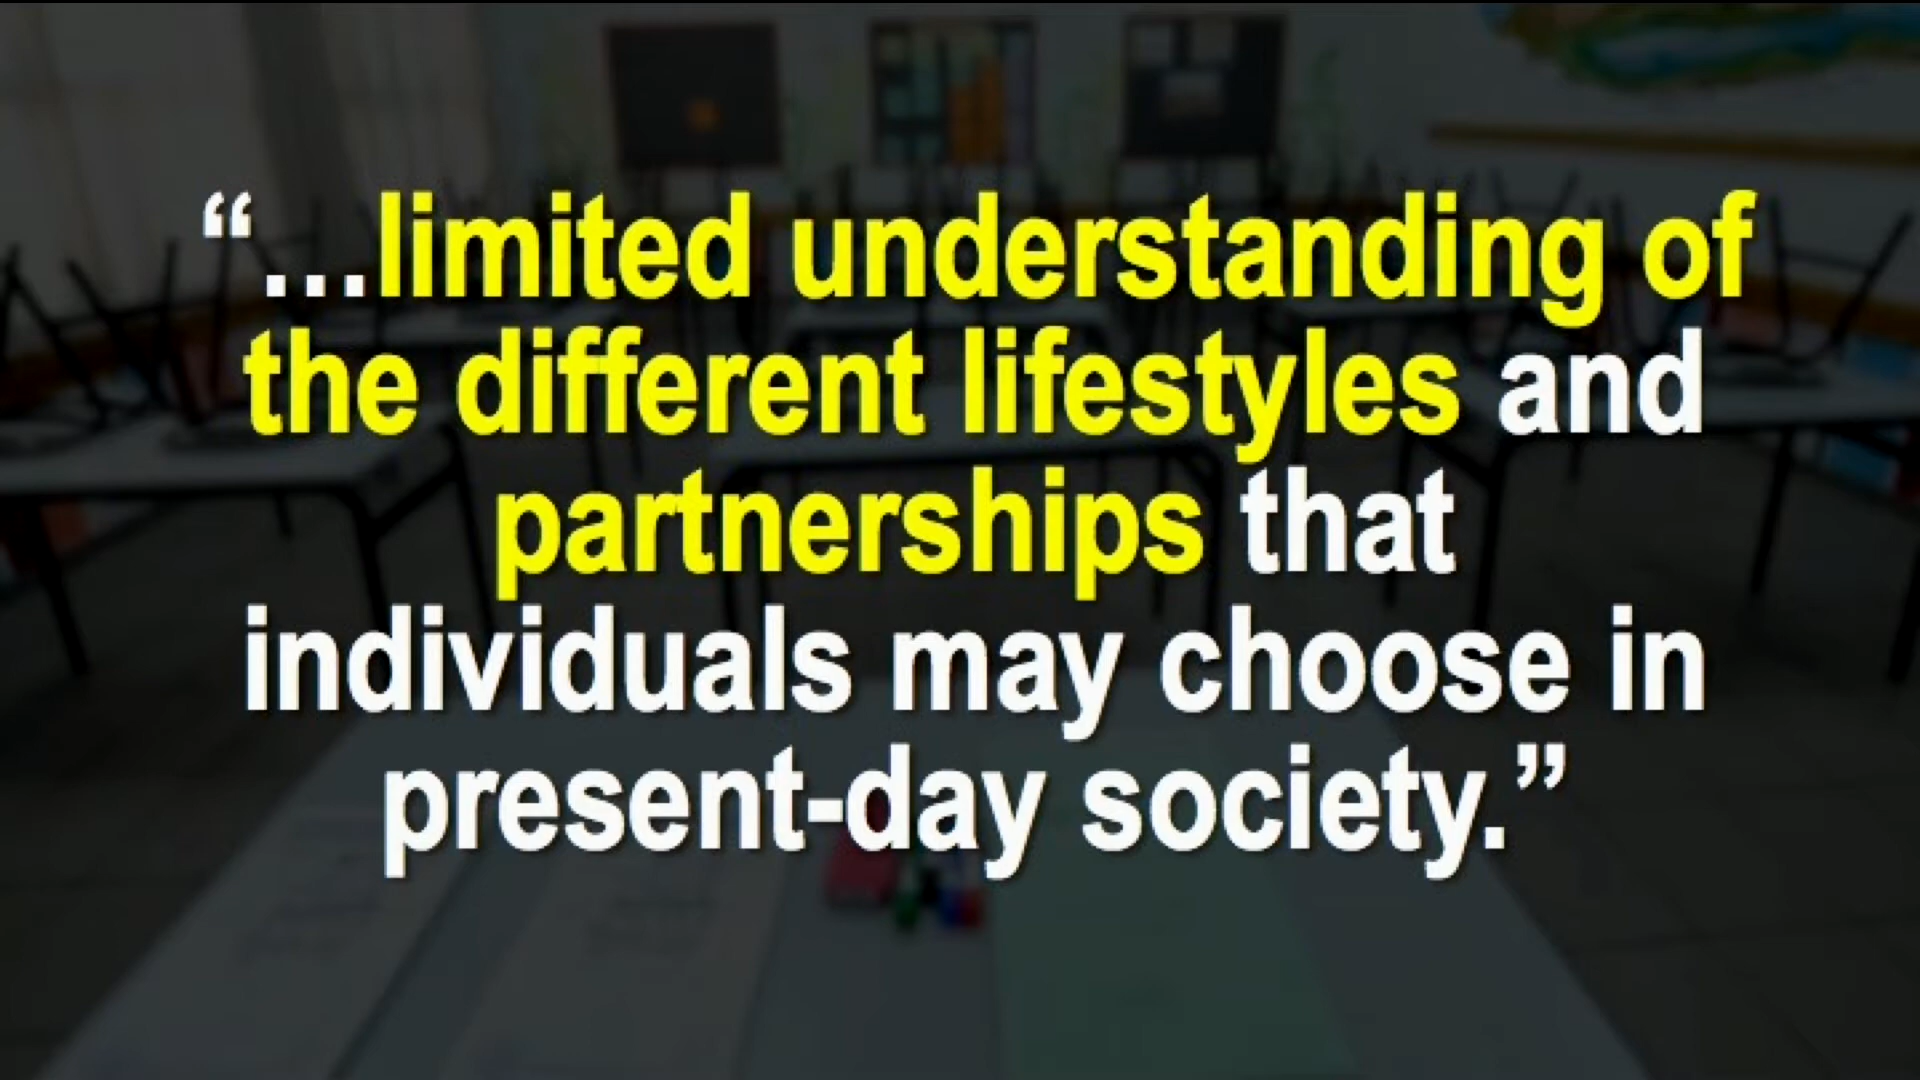 “…limited understanding of
the different lifestyles and
partnerships that
individuals may choose in
present-day society.”